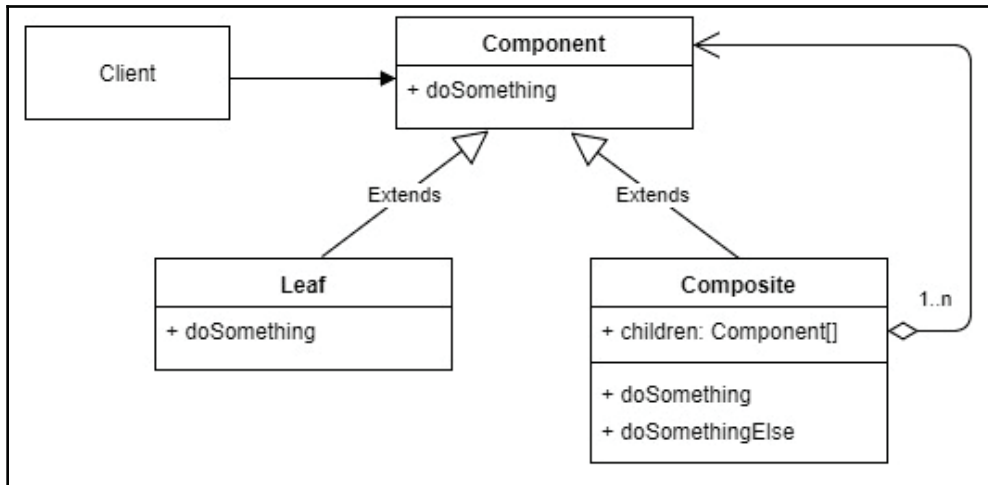 Client
Component
+ doSomething
Extends
Extends
Leaf
+ doSomething
Composite
+ children: Component[]
+ doSomething
+ doSomethingElse
1..n